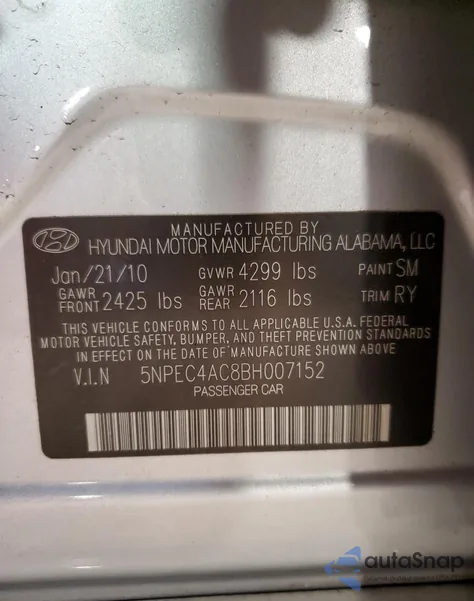 MANUFACTURED BY
HYUNDAI MOTOR MANUFACTURING ALABAMA, LLC
Jan/21/10 GVWR 4299 lbs PAINT SM
GAWR FRONT 2425 lbs GAWR REAR 2116 lbs TRIM RY
THIS VEHICLE CONFORMS TO ALL APPLICABLE U.S.A. FEDERAL
MOTOR VEHICLE SAFETY, BUMPER, AND THEFT PREVENTION STANDARDS
IN EFFECT ON THE DATE OF MANUFACTURE SHOWN ABOVE
V.I.N 5NPEC4AC8BH007152
PASSENGER CAR
autoSnap